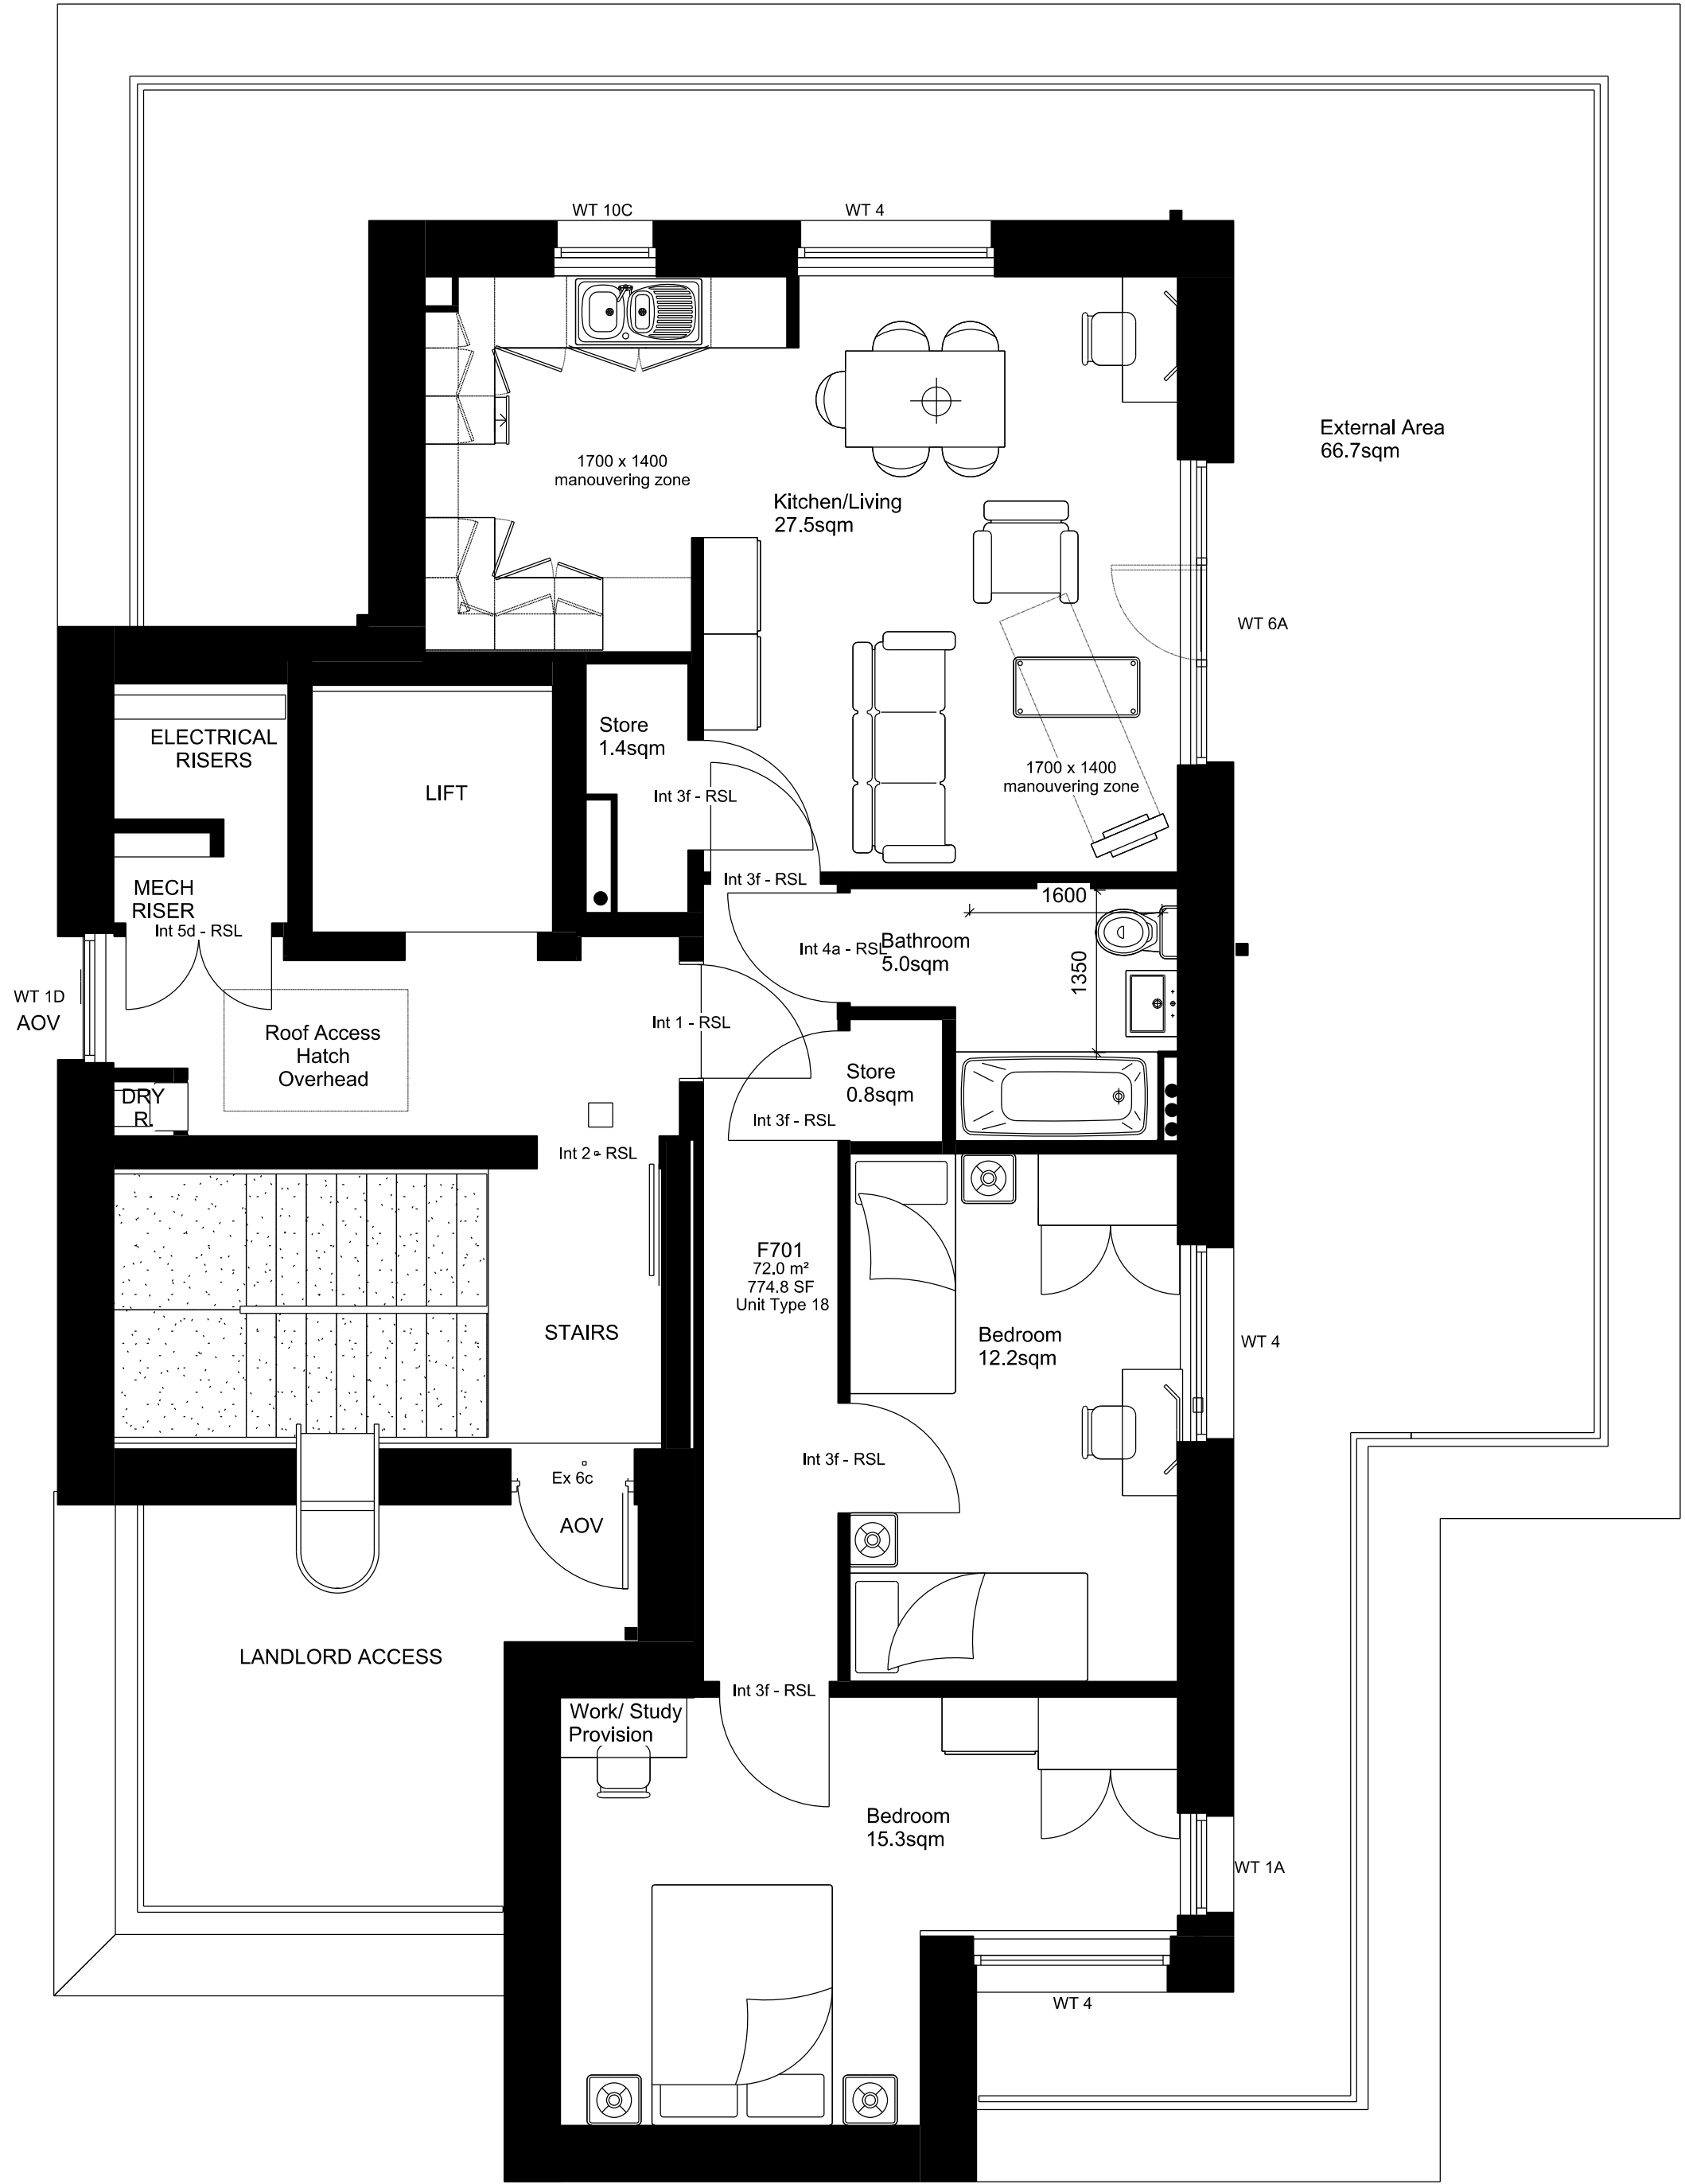 WT 10C
WT 4
External Area
66.7sqm
1700 x 1400
manouvering zone
Kitchen/Living
27.5sqm
WT 6A
Store
1.4sqm
ELECTRICAL
RISERS
LIFT
1700 x 1400
manouvering zone
Int 3f - RSL
MECH
RISER
Int 5d - RSL
Int 3f - RSL
1600
Int 4a - RSL
Bathroom
5.0sqm
1350
WT 1D
AOV
Roof Access
Hatch
Overhead
Int 1 - RSL
Store
0.8sqm
DRY
R.
Int 3f - RSL
Int 2 - RSL
F701
72.0 m²
774.8 SF
Unit Type 18
STAIRS
Bedroom
12.2sqm
WT 4
Int 3f - RSL
Ex 6c
AOV
LANDLORD ACCESS
Int 3f - RSL
Work/ Study
Provision
Bedroom
15.3sqm
WT 1A
WT 4